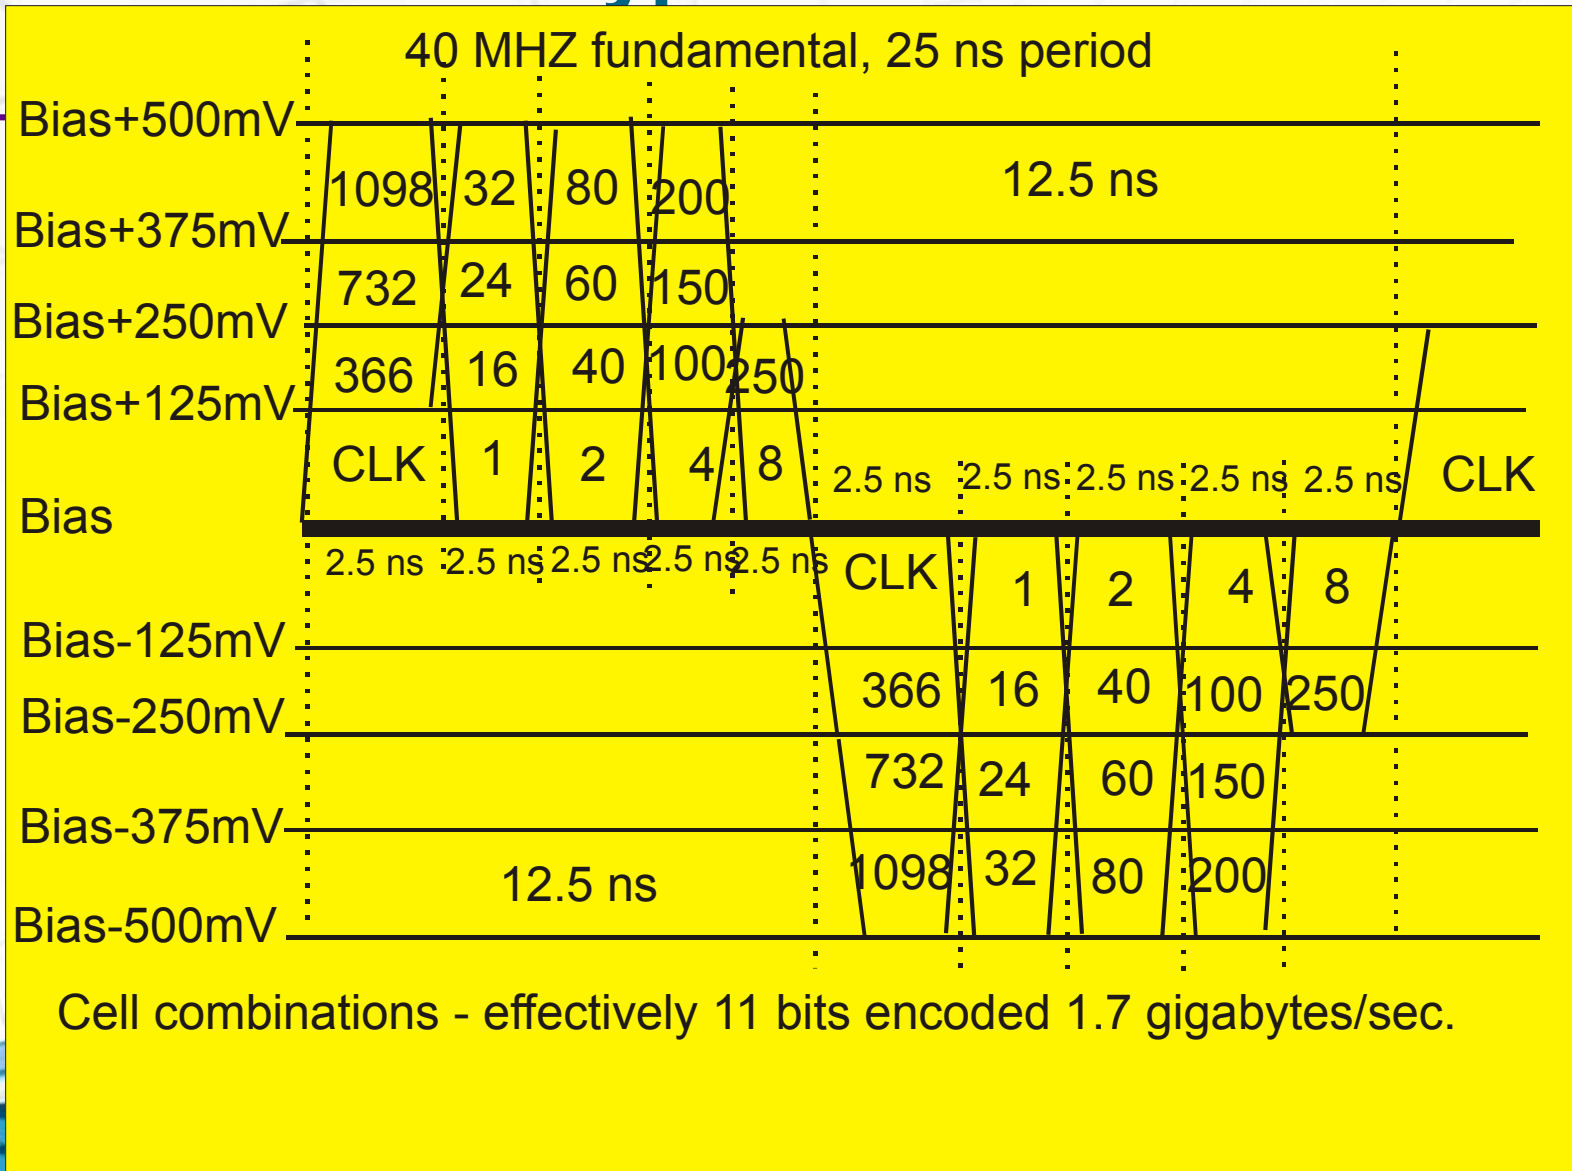 40 MHZ fundamental, 25 ns period
Bias+500mV
1098 32 80 200
12.5 ns
Bias+375mV
732 24 60 150
Bias+250mV
366 16 40 100 250
Bias+125mV
CLK 1 2 4 8
2.5 ns 2.5 ns 2.5 ns 2.5 ns 2.5 ns
CLK
Bias
2.5 ns 2.5 ns 2.5 ns 2.5 ns 2.5 ns
CLK 1 2 4 8
Bias-125mV
366 16 40 100 250
Bias-250mV
732 24 60 150
Bias-375mV
1098 32 80 200
12.5 ns
Bias-500mV
Cell combinations - effectively 11 bits encoded 1.7 gigabytes/sec.